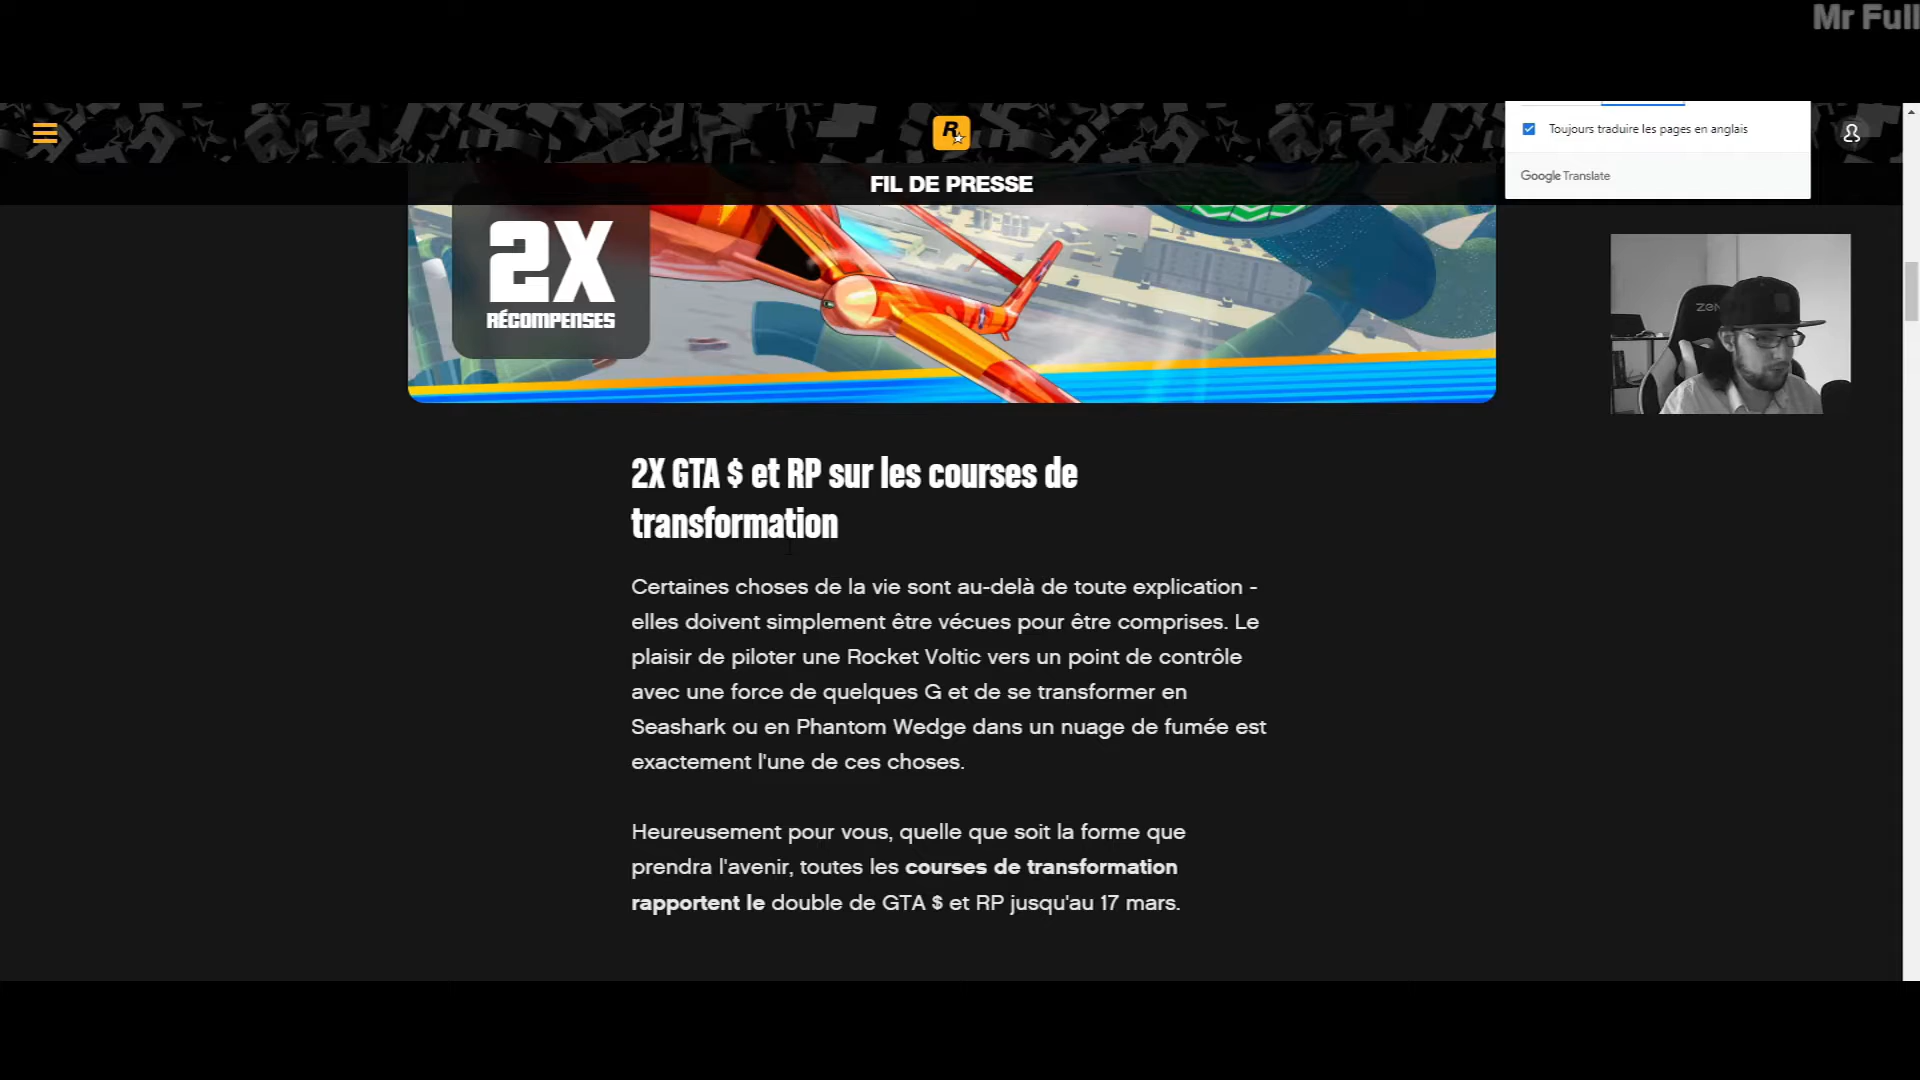 Mr Full
Toujours traduire les pages en anglais
Google Translate
R
FIL DE PRESSE
2X
RÉCOMPENSES
2X GTA $ et RP sur les courses de
transformation
Certaines choses de la vie sont au-delà de toute explication -
elles doivent simplement être vécues pour être comprises. Le
plaisir de piloter une Rocket Voltic vers un point de contrôle
avec une force de quelques G et de se transformer en
Seashark ou en Phantom Wedge dans un nuage de fumée est
exactement l'une de ces choses.
Heureusement pour vous, quelle que soit la forme que
prendra l'avenir, toutes les courses de transformation
rapportent le double de GTA $ et RP jusqu'au 17 mars.